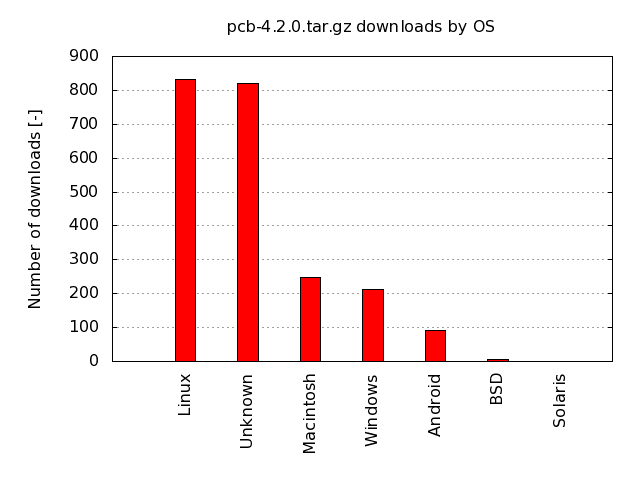 pcb-4.2.0.tar.gz downloads by OS
Number of downloads [-]
900
800
700
600
500
400
300
200
100
0
Linux
Unknown
Macintosh
Windows
Android
BSD
Solaris